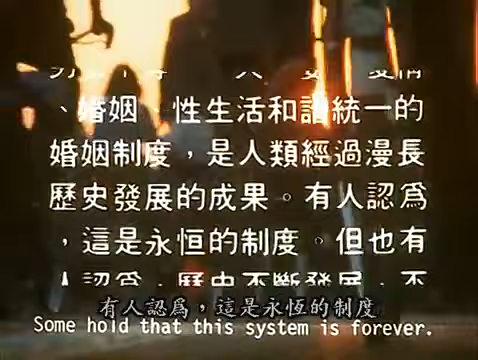 、婚姻、性生活和諧統一的
婚姻制度，是人類經過漫長
歷史發展的成果。有人認爲
，這是永恒的制度。但也有
人認爲，歷史不斷發展，不
有人認爲，這是永恆的制度
Some hold that this system is forever.